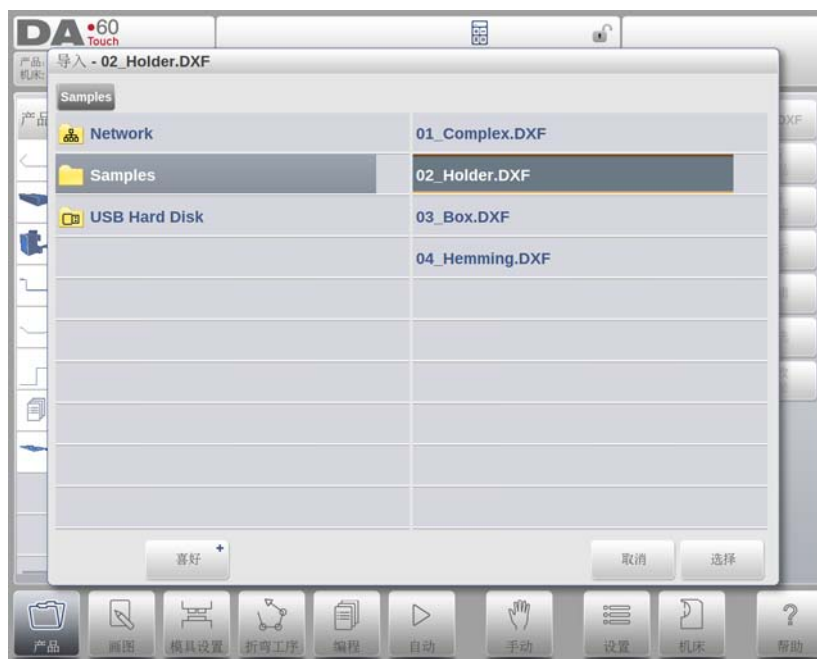 DA•60
Touch
产品:
机床:
导入 - 02_Holder.DXF
Samples
产品
DXF
Network
01_Complex.DXF
Samples
02_Holder.DXF
USB Hard Disk
03_Box.DXF
04_Hemming.DXF
喜好 +
取消
选择
产品
画图
模具设置
折弯工序
编程
自动
手动
设置
机床
?
帮助